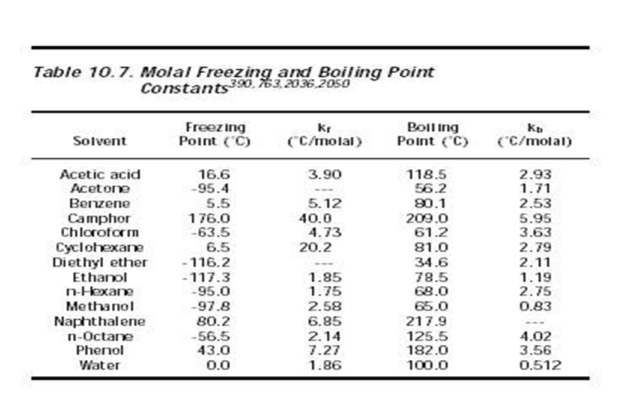 Table 10.7. Molal Freezing and Boiling Point
Constants390,763,2036,2050
Freezing Kf Boiling Kb
Solvent Point (°C) (°C/molal) Point (°C) (°C/molal)
Acetic acid 16.6 3.90 118.5 2.93
Acetone -95.4 --- 56.2 1.71
Benzene 5.5 5.12 80.1 2.53
Camphor 176.0 40.0 209.0 5.95
Chloroform -63.5 4.73 61.2 3.63
Cyclohexane 6.5 20.2 81.0 2.79
Diethyl ether -116.2 --- 34.6 2.11
Ethanol -117.3 1.85 78.5 1.19
n-Hexane -95.0 1.75 68.0 2.75
Methanol -97.8 2.58 65.0 0.83
Naphthalene 80.2 6.85 217.9 ---
n-Octane -56.5 2.14 125.5 4.02
Phenol 43.0 7.27 182.0 3.56
Water 0.0 1.86 100.0 0.512